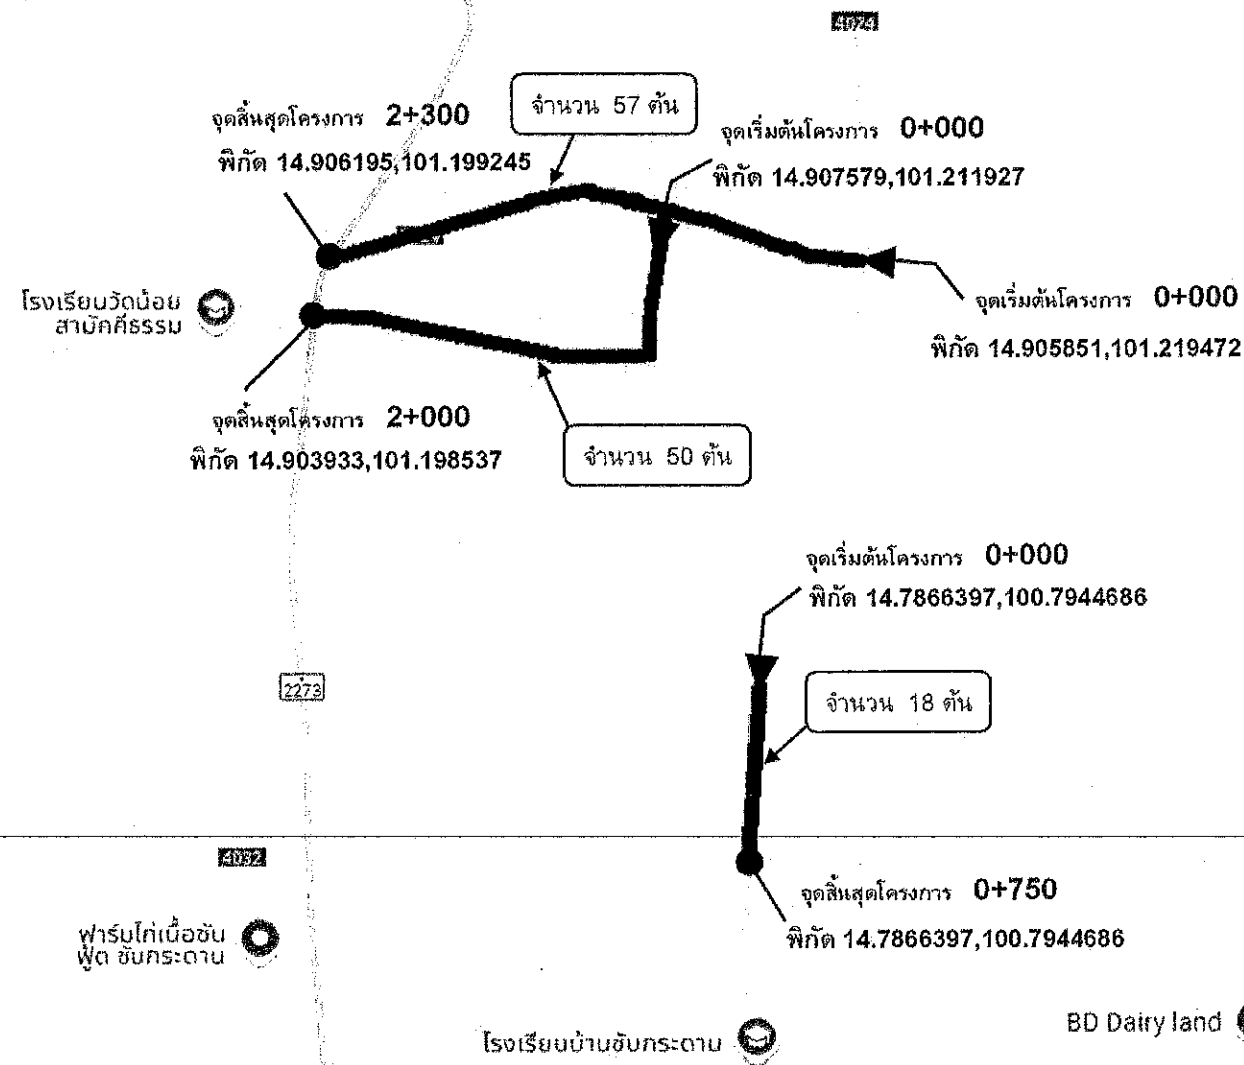 4024
จำนวน 57 ต้น
จุดสิ้นสุดโครงการ 2+300
พิกัด 14.906195,101.199245
จุดเริ่มต้นโครงการ 0+000
พิกัด 14.907579,101.211927
โรงเรียนวัดน้อย
สามัคคีธรรม
จุดเริ่มต้นโครงการ 0+000
พิกัด 14.905851,101.219472
จุดสิ้นสุดโครงการ 2+000
พิกัด 14.903933,101.198537
จำนวน 50 ต้น
จุดเริ่มต้นโครงการ 0+000
พิกัด 14.7866397,100.7944686
2273
จำนวน 18 ต้น
4032
จุดสิ้นสุดโครงการ 0+750
พิกัด 14.7866397,100.7944686
ฟาร์มไก่เนื้อซัน
ฟู้ด ซับกระดาน
โรงเรียนบ้านซับกระดาน
BD Dairy land